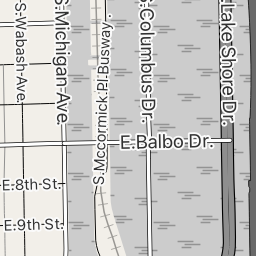 S Wabash Ave.
S Michigan Ave.
S Mccormick Pl Busway
S Columbus Dr.
Lake Shore Dr.
E Balbo Dr.
E 8th St.
E 9th St.